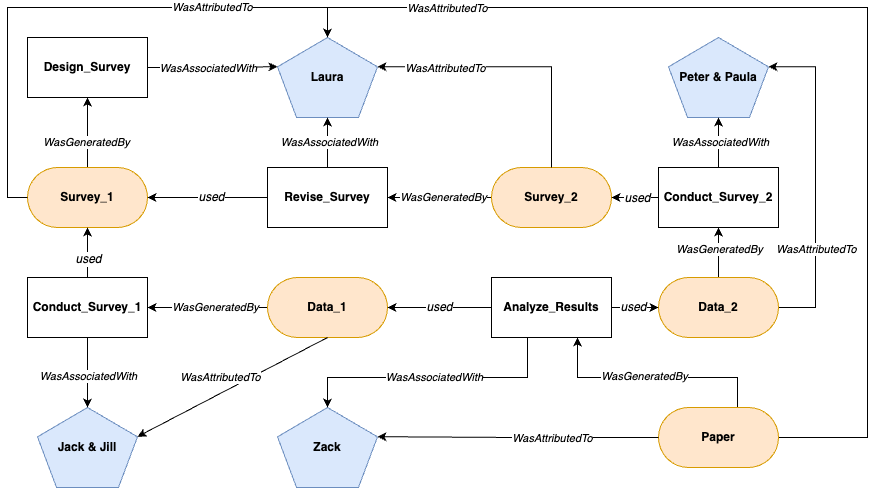 WasAttributedTo
WasAttributedTo
Design_Survey
WasAssociatedWith
Laura
WasAttributedTo
Peter & Paula
WasGeneratedBy
WasAssociatedWith
WasAssociatedWith
Survey_1
used
Revise_Survey
WasGeneratedBy
Survey_2
used
Conduct_Survey_2
used
WasGeneratedBy
WasAttributedTo
Conduct_Survey_1
WasGeneratedBy
Data_1
used
Analyze_Results
used
Data_2
WasAssociatedWith
WasAttributedTo
WasAssociatedWith
WasGeneratedBy
Jack & Jill
Zack
WasAttributedTo
Paper